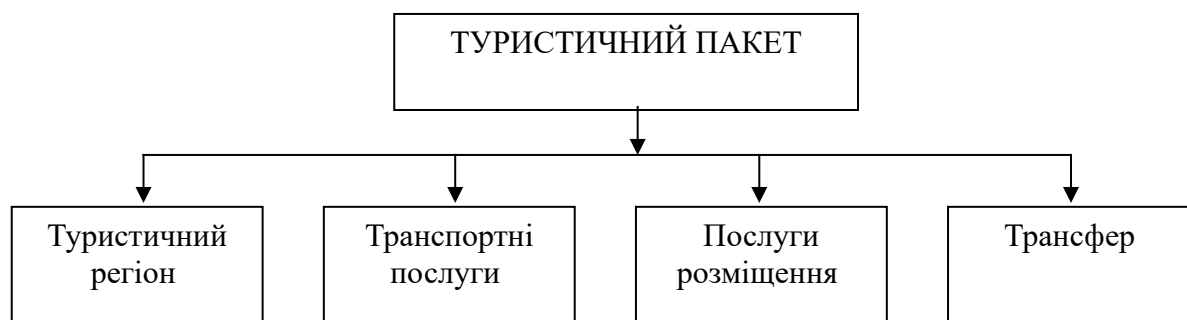 ТУРИСТИЧНИЙ ПАКЕТ
Туристичний
регіон
Транспортні
послуги
Послуги
розміщення
Трансфер